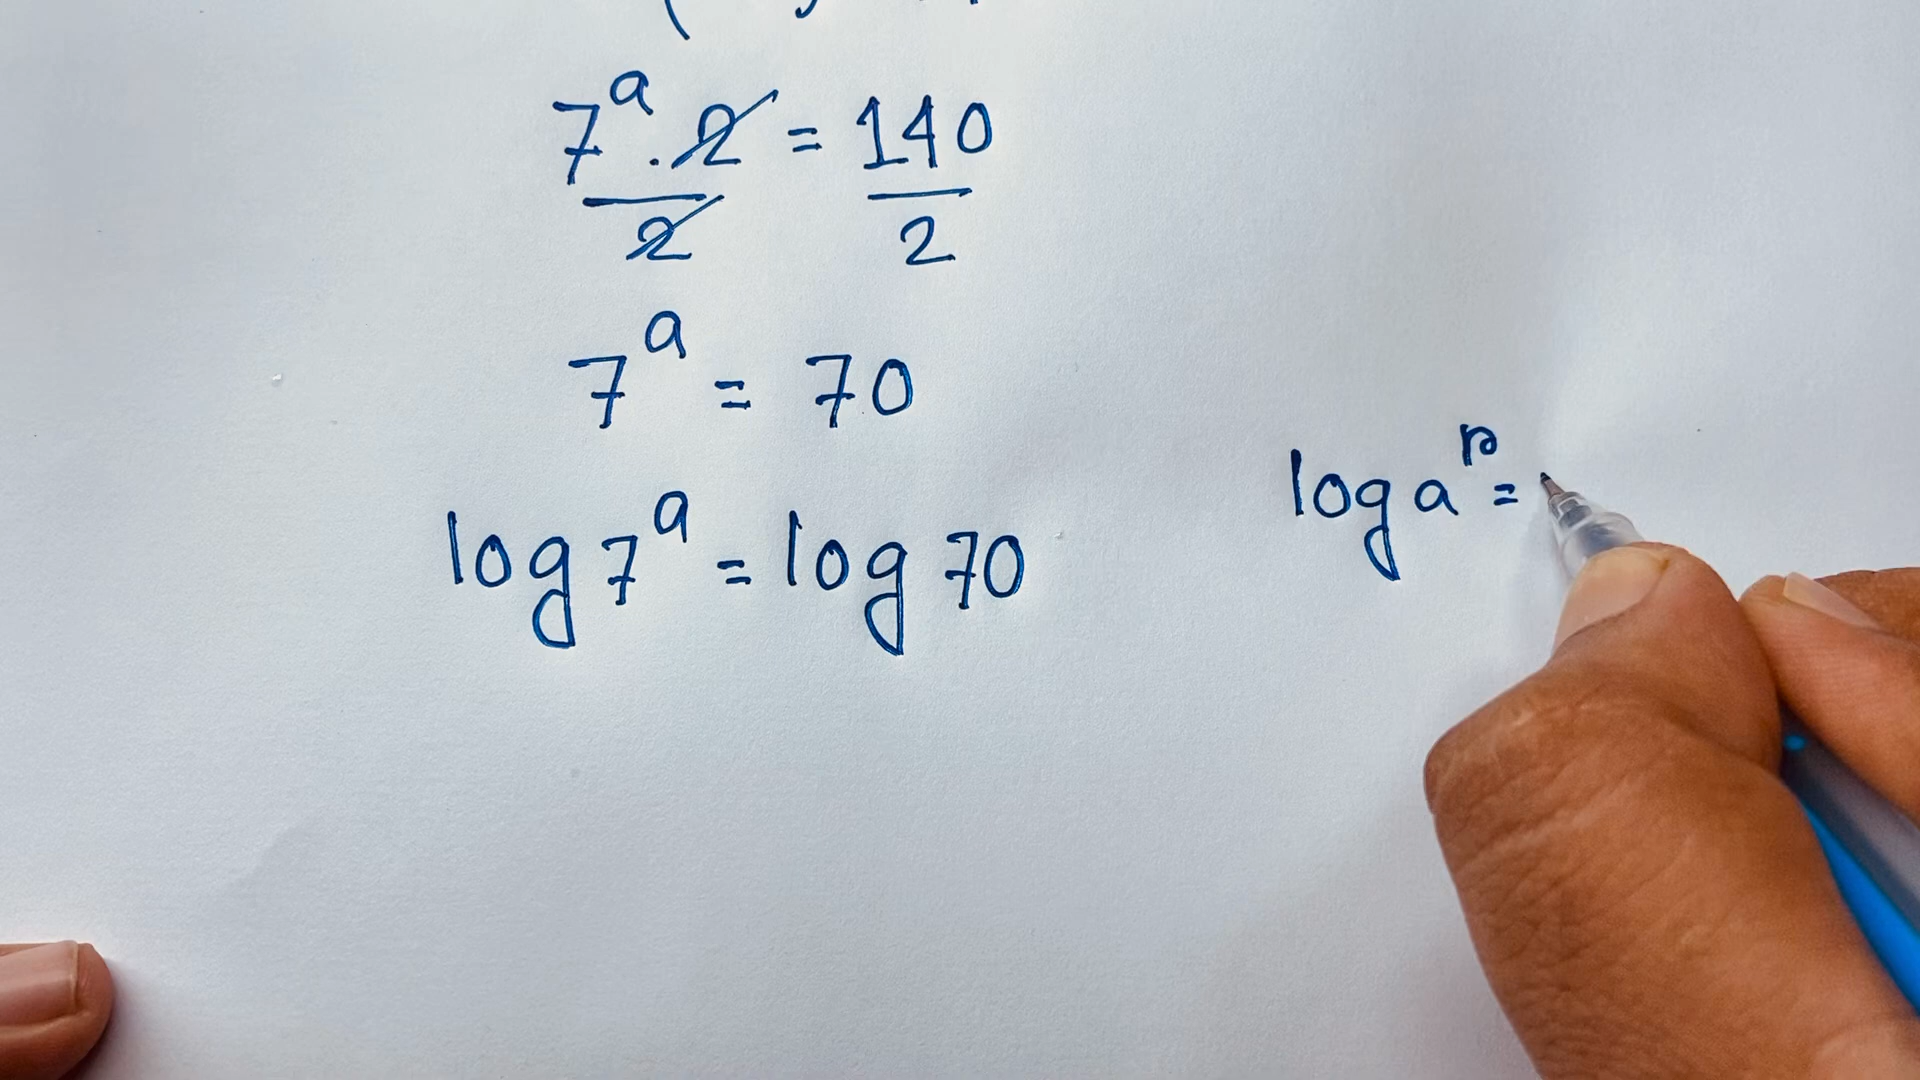 7^a · 2 = 140
2 2
7^a = 70
log 7^a = log 70
log a^p =